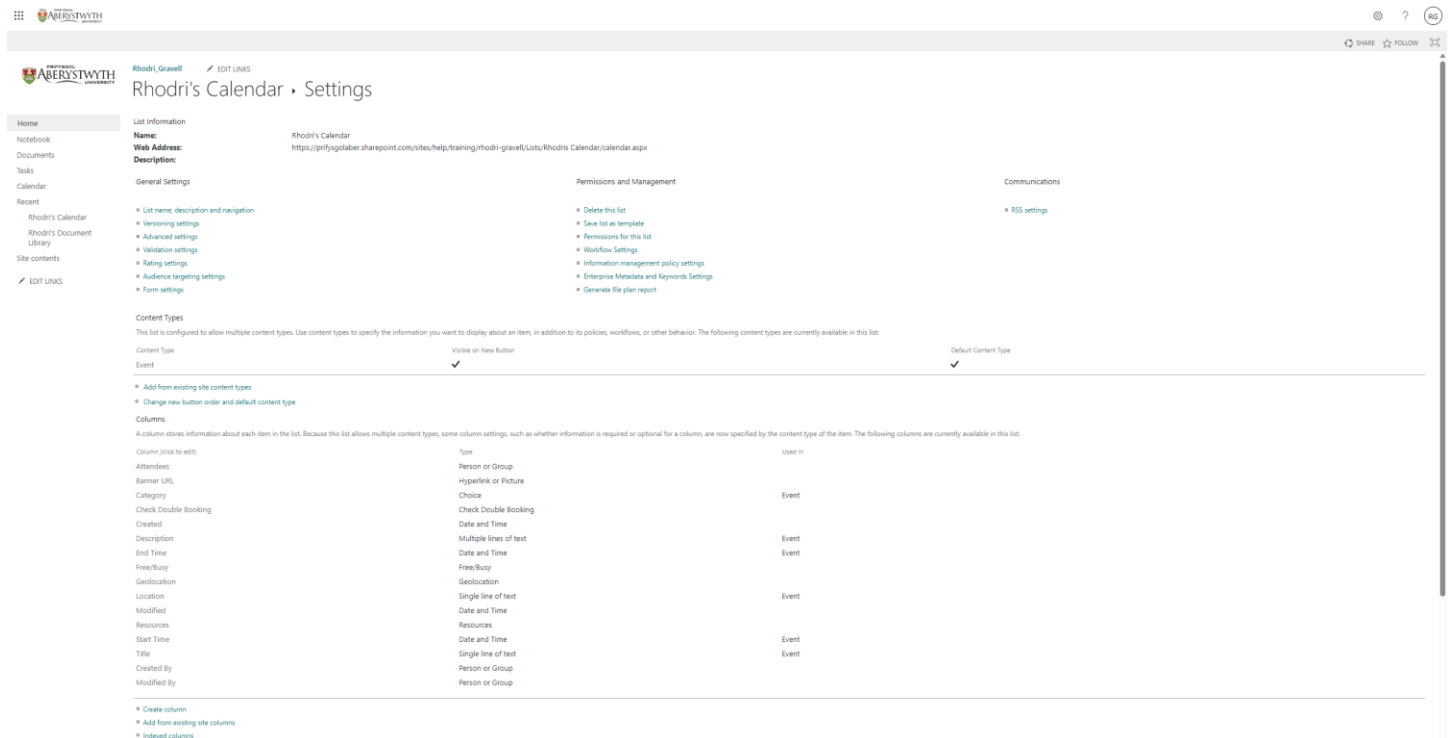 PRIFYSGOL
ABERYSTWYTH
UNIVERSITY
RG
SHARE FOLLOW
PRIFYSGOL
ABERYSTWYTH
UNIVERSITY
Rhodri_Gravell EDIT LINKS
Rhodri's Calendar › Settings
Home
Notebook
Documents
Tasks
Calendar
Recent
Rhodri's Calendar
Rhodri's Document
Library
Site contents
EDIT LINKS
List Information
Name: Rhodri's Calendar
Web Address: https://prifysgolaber.sharepoint.com/sites/help/training/rhodri-gravell/Lists/Rhodris Calendar/calendar.aspx
Description:
General Settings Permissions and Management Communications
List name, description and navigation Delete this list RSS settings
Versioning settings Save list as template
Advanced settings Permissions for this list
Validation settings Workflow Settings
Rating settings Information management policy settings
Audience targeting settings Enterprise Metadata and Keywords Settings
Form settings Generate file plan report
Content Types
This list is configured to allow multiple content types. Use content types to specify the information you want to display about an item, in addition to its policies, workflows, or other behavior. The following content types are currently available in this list:
Content Type Visible on New Button Default Content Type
Event ✓ ✓
Add from existing site content types
Change new button order and default content type
Columns
A column stores information about each item in the list. Because this list allows multiple content types, some column settings, such as whether information is required or optional for a column, are now specified by the content type of the item. The following columns are currently available in this list:
Column (click to edit) Type Used in
Attendees Person or Group
Banner URL Hyperlink or Picture
Category Choice Event
Check Double Booking Check Double Booking
Created Date and Time
Description Multiple lines of text Event
End Time Date and Time Event
Free/Busy Free/Busy
Geolocation Geolocation
Location Single line of text Event
Modified Date and Time
Resources Resources
Start Time Date and Time Event
Title Single line of text Event
Created By Person or Group
Modified By Person or Group
Create column
Add from existing site columns
Indexed columns